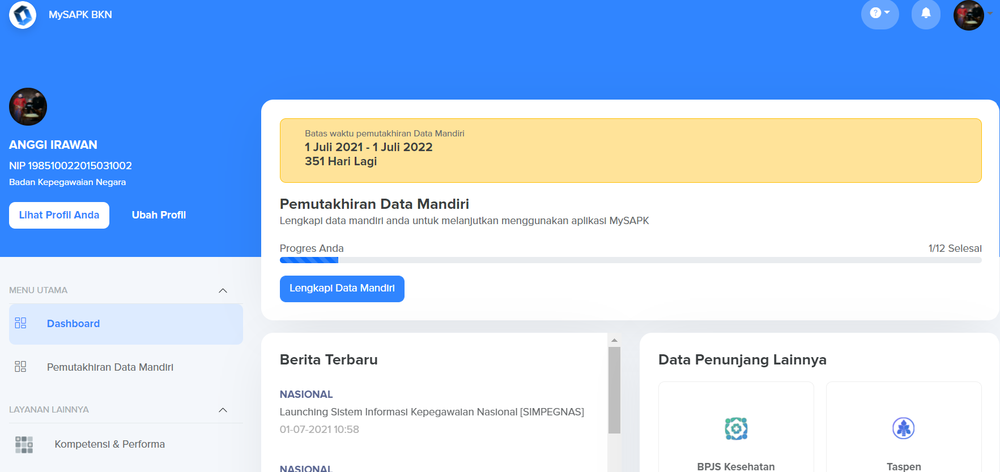 MySAPK BKN
?
ANGGI IRAWAN
NIP 198510022015031002
Badan Kepegawaian Negara
Lihat Profil Anda
Ubah Profil
MENU UTAMA
Dashboard
Pemutakhiran Data Mandiri
LAYANAN LAINNYA
Kompetensi & Performa
Batas waktu pemutakhiran Data Mandiri
1 Juli 2021 - 1 Juli 2022
351 Hari Lagi
Pemutakhiran Data Mandiri
Lengkapi data mandiri anda untuk melanjutkan menggunakan aplikasi MySAPK
Progres Anda
1/12 Selesai
Lengkapi Data Mandiri
Berita Terbaru
NASIONAL
Launching Sistem Informasi Kepegawaian Nasional [SIMPEGNAS]
01-07-2021 10:58
NASIONAL
Data Penunjang Lainnya
BPJS Kesehatan
Taspen